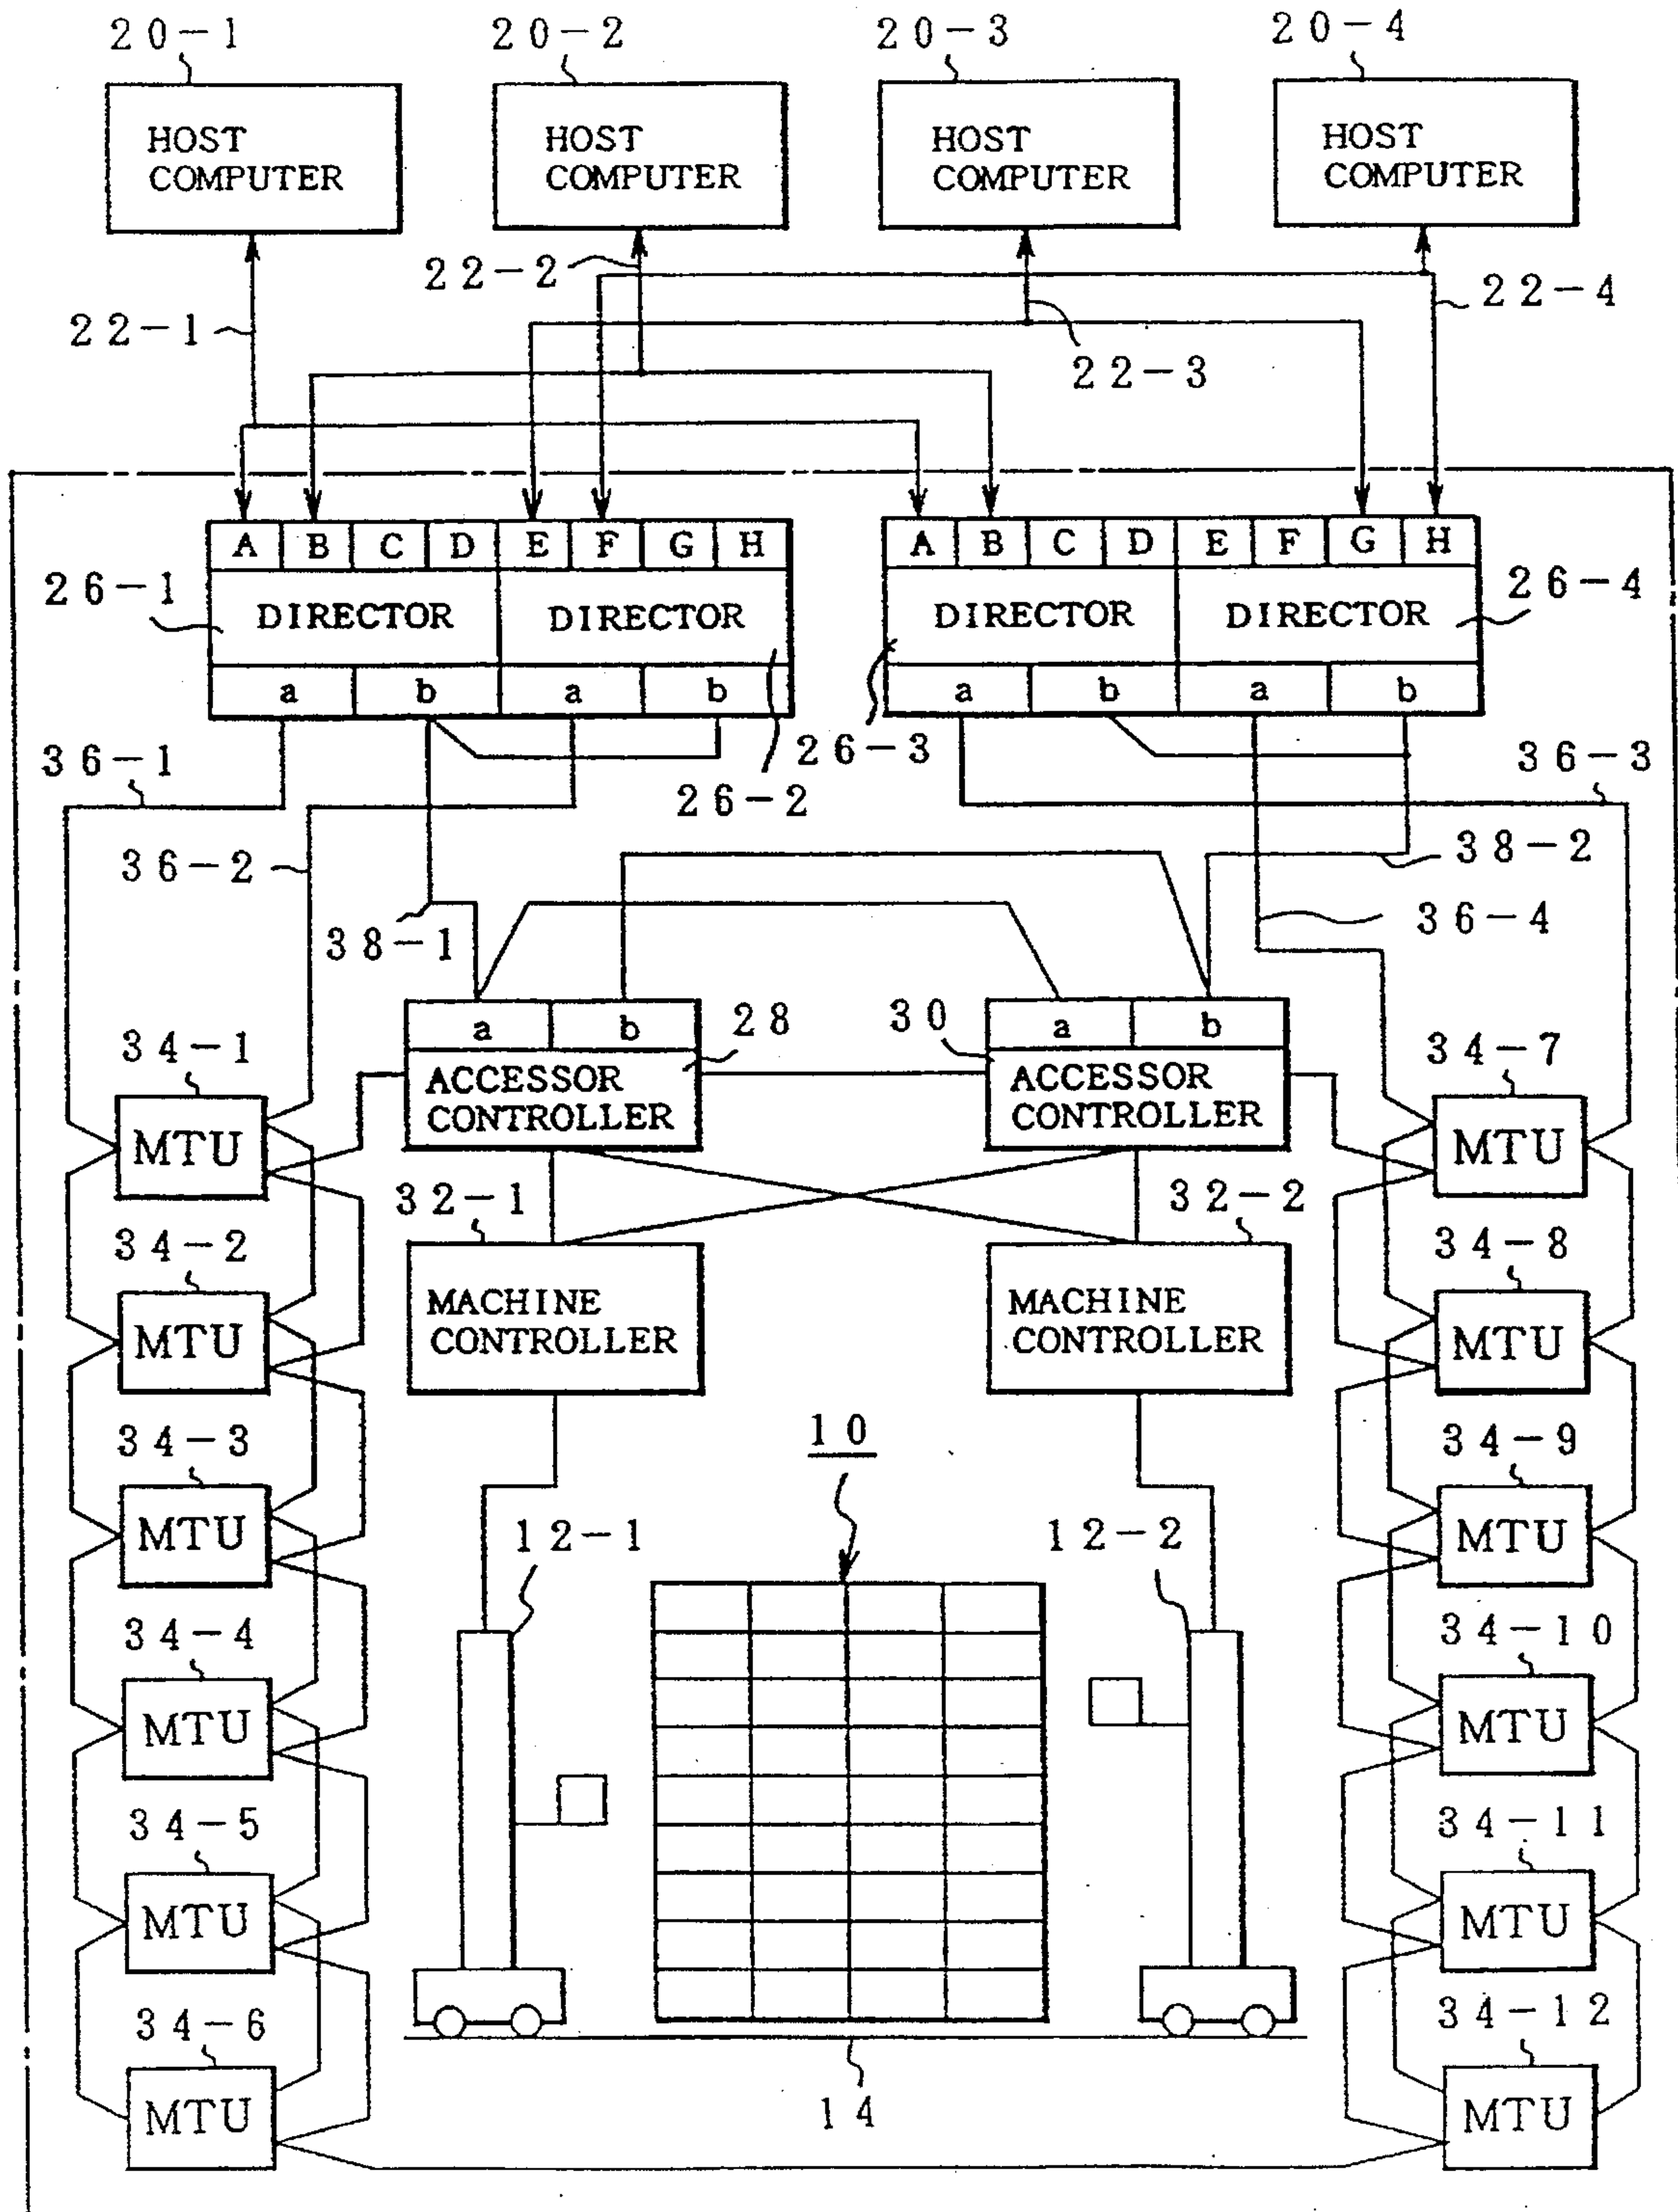 20-1 20-2 20-3 20-4
HOST COMPUTER
HOST COMPUTER
HOST COMPUTER
HOST COMPUTER
22-2
22-4
22-1
22-3
A B C D E F G H
A B C D E F G H
26-1
DIRECTOR DIRECTOR
DIRECTOR DIRECTOR
26-4
a b a b
a b a b
36-1
26-3
36-3
26-2
36-2
38-2
38-1
36-4
a b
28
30
a b
34-1
34-7
ACCESSOR CONTROLLER
ACCESSOR CONTROLLER
MTU
MTU
32-1
32-2
34-2
34-8
MACHINE CONTROLLER
MACHINE CONTROLLER
MTU
MTU
34-3
10
34-9
MTU
12-1
12-2
MTU
34-4
34-10
MTU
MTU
34-5
34-11
MTU
MTU
34-6
34-12
MTU
14
MTU